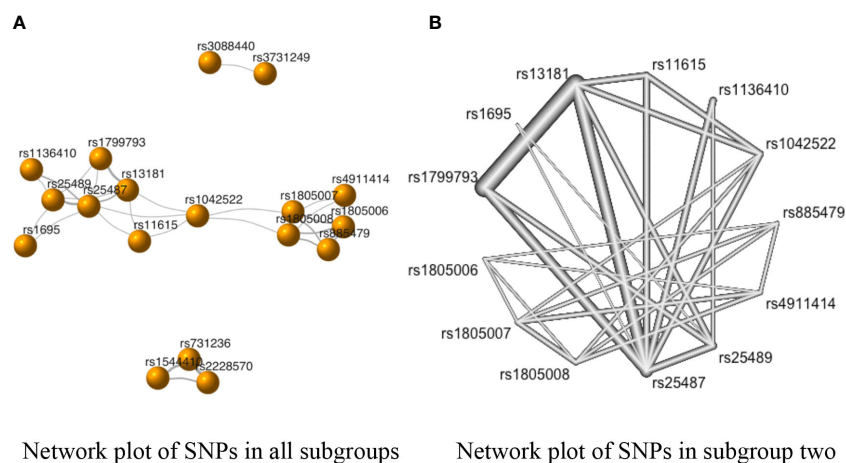 A
rs3088440
rs3731249
rs1799793
rs1136410
rs13181
rs25489
rs25487
rs1695
rs11615
rs1042522
rs4911414
rs1805007
rs1805006
rs1805008
rs885479
rs731236
rs1544410
rs2228570
Network plot of SNPs in all subgroups
B
rs11615
rs13181
rs1136410
rs1695
rs1042522
rs1799793
rs885479
rs1805006
rs4911414
rs1805007
rs25489
rs1805008
rs25487
Network plot of SNPs in subgroup two